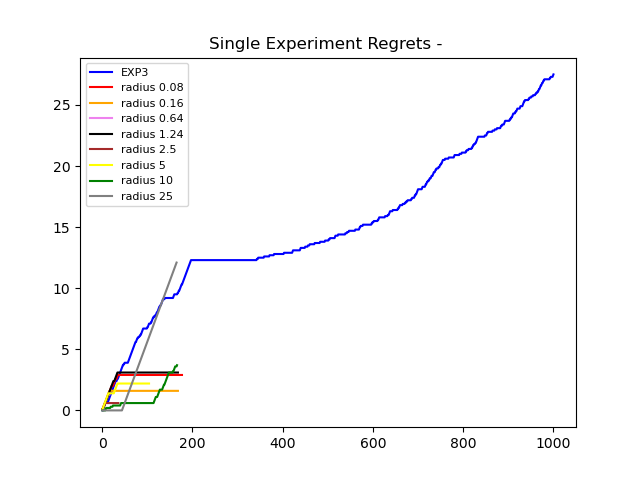 Single Experiment Regrets -
EXP3
radius 0.08
radius 0.16
radius 0.64
radius 1.24
radius 2.5
radius 5
radius 10
radius 25
25
20
15
10
5
0
0 200 400 600 800 1000